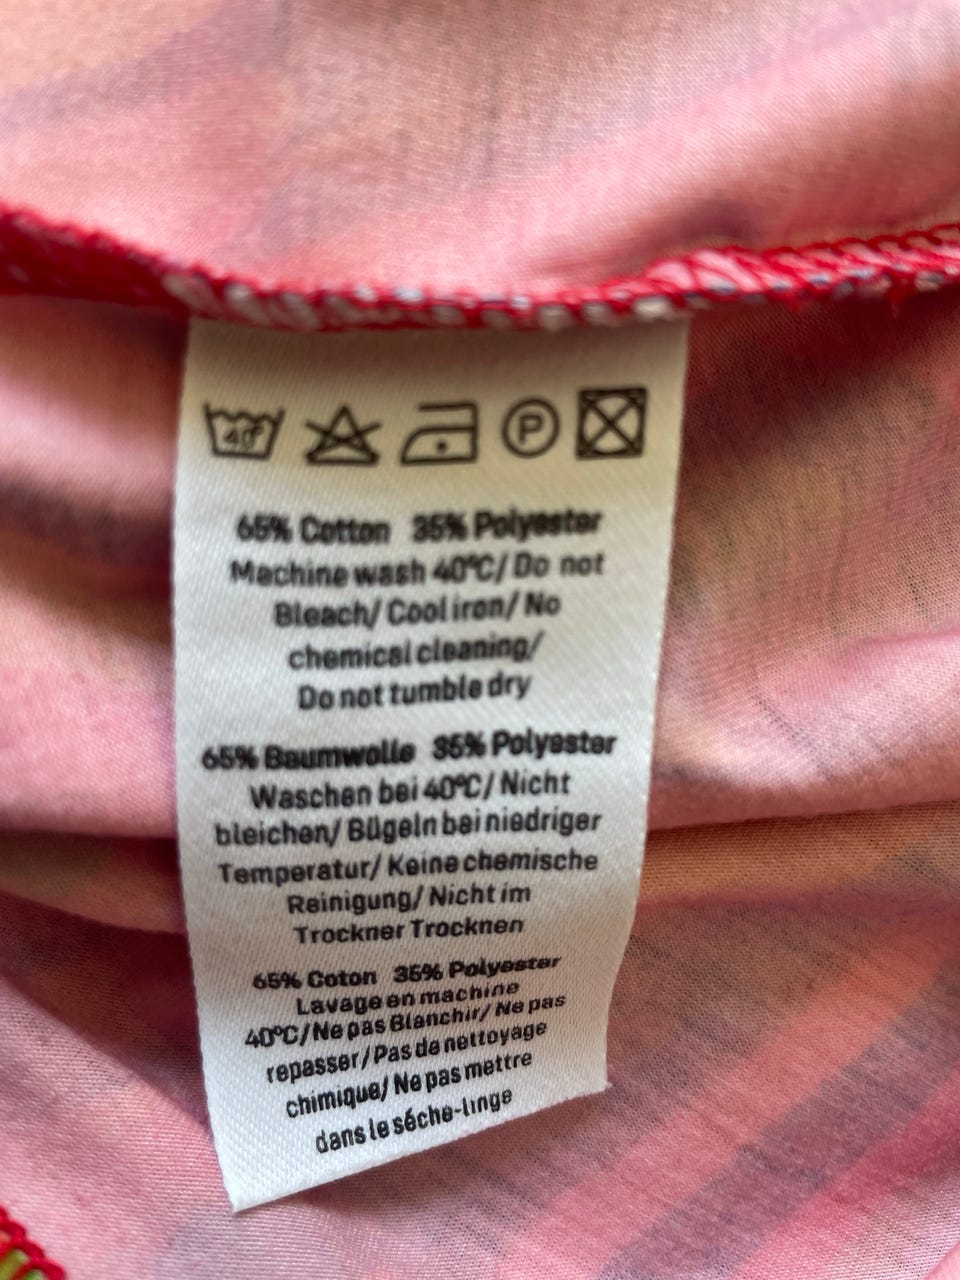 40°
P
65% Cotton 35% Polyester
Machine wash 40°C/ Do not
Bleach/ Cool iron/ No
chemical cleaning/
Do not tumble dry
65% Baumwolle 35% Polyester
Waschen bei 40°C/ Nicht
bleichen/ Bügeln bei niedriger
Temperatur/ Keine chemische
Reinigung/ Nicht im
Trockner Trocknen
65% Coton 35% Polyester
Lavage en machine
40°C/Ne pas Blanchir/ Ne pas
repasser/Pas de nettoyage
chimique/ Ne pas mettre
dans le séche-linge